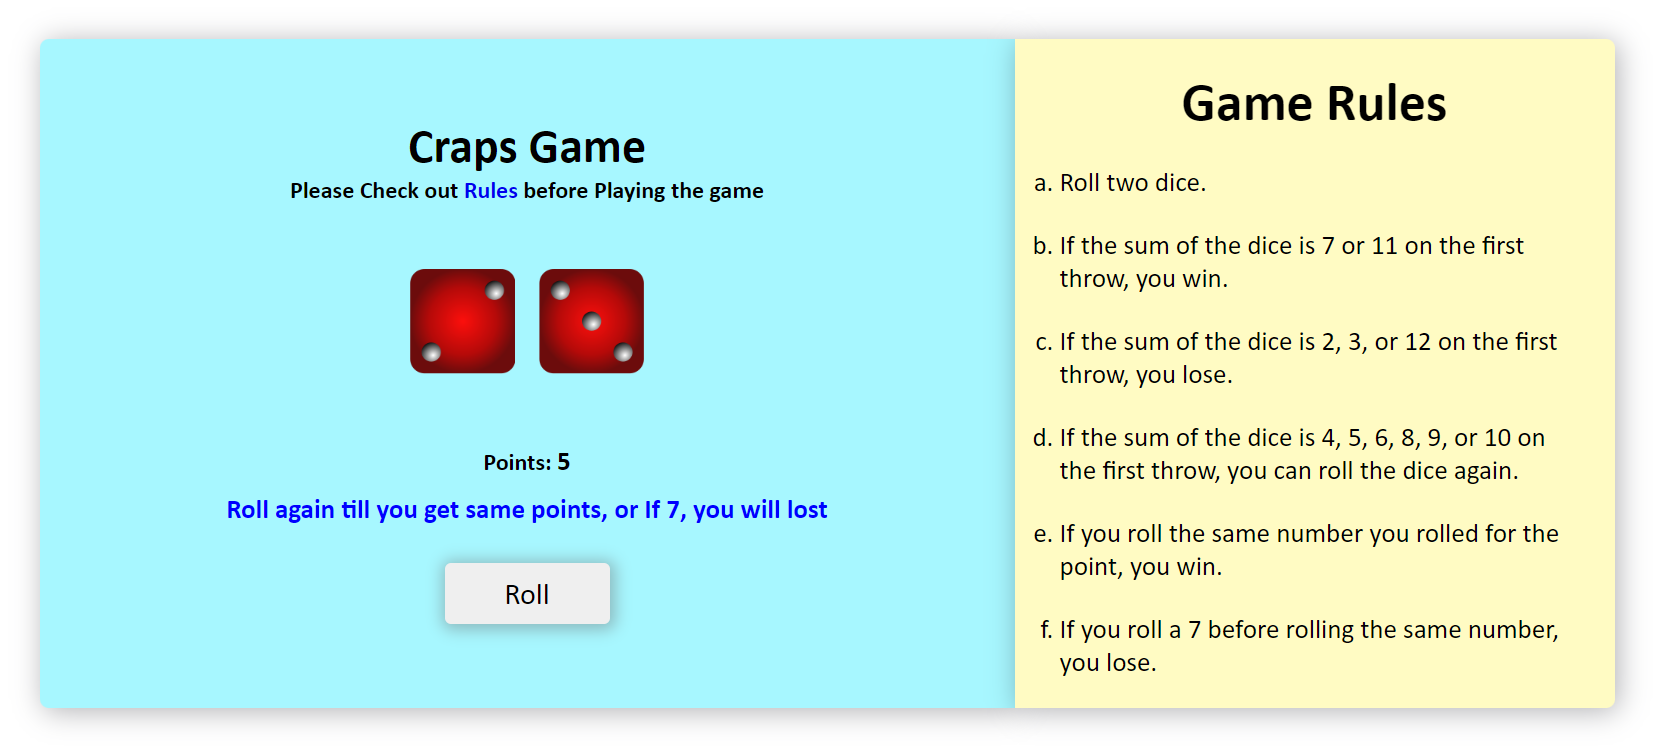 Craps Game
Please Check out Rules before Playing the game
Points: 5
Roll again till you get same points, or If 7, you will lost
Roll
Game Rules
a. Roll two dice.
b. If the sum of the dice is 7 or 11 on the first
throw, you win.
c. If the sum of the dice is 2, 3, or 12 on the first
throw, you lose.
d. If the sum of the dice is 4, 5, 6, 8, 9, or 10 on
the first throw, you can roll the dice again.
e. If you roll the same number you rolled for the
point, you win.
f. If you roll a 7 before rolling the same number,
you lose.